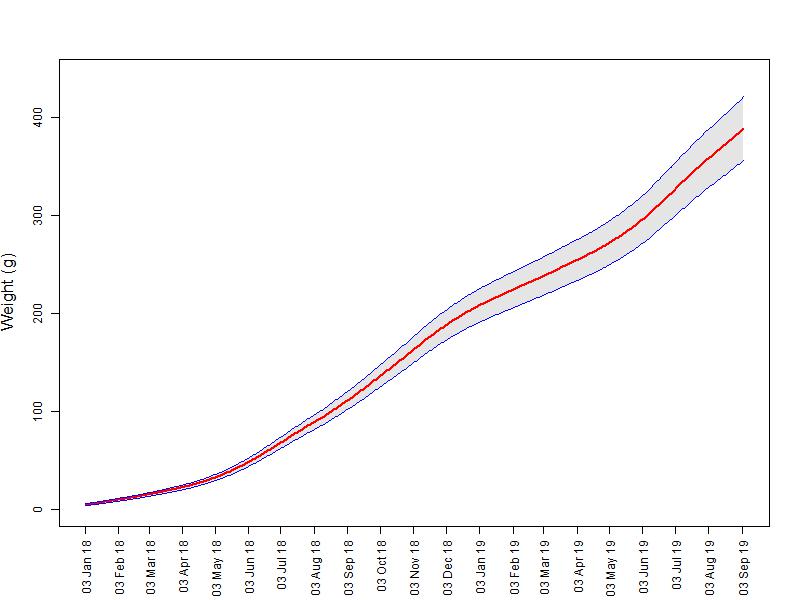 Weight (g)
400
300
200
100
0
03 Jan 18
03 Feb 18
03 Mar 18
03 Apr 18
03 May 18
03 Jun 18
03 Jul 18
03 Aug 18
03 Sep 18
03 Oct 18
03 Nov 18
03 Dec 18
03 Jan 19
03 Feb 19
03 Mar 19
03 Apr 19
03 May 19
03 Jun 19
03 Jul 19
03 Aug 19
03 Sep 19